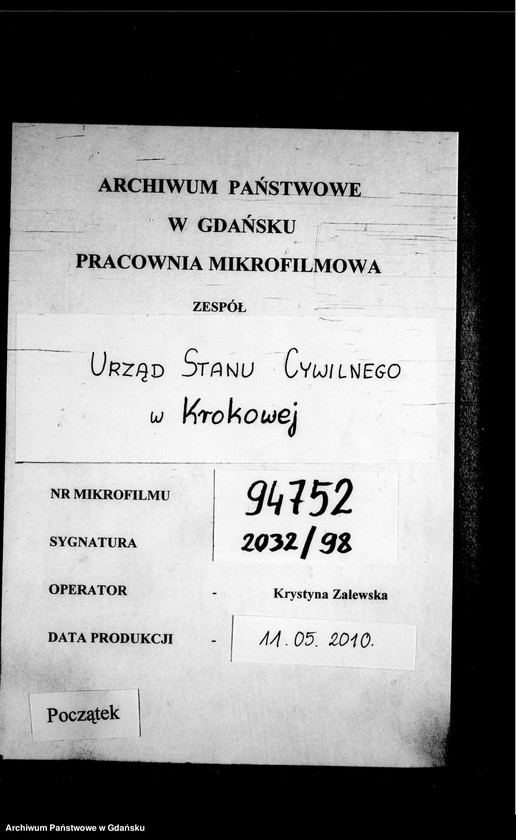 ARCHIWUM PAŃSTWOWE
W GDAŃSKU
PRACOWNIA MIKROFILMOWA
ZESPÓŁ
URZĄD STANU CYWILNEGO
w Krokowej
NR MIKROFILMU 94752
SYGNATURA 2032/98
OPERATOR - Krystyna Zalewska
DATA PRODUKCJI - 11.05.2010.
Początek
Archiwum Państwowe w Gdańsku